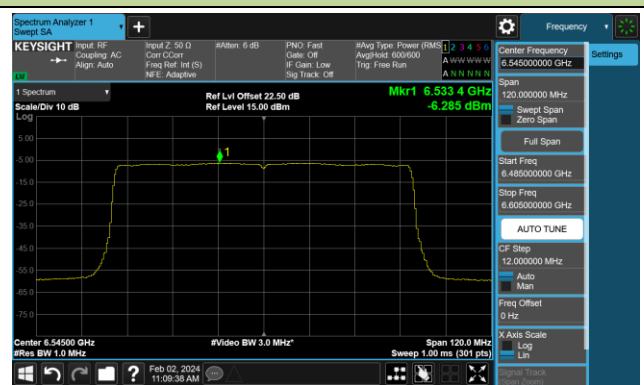 Spectrum Analyzer 1
Swept SA
Frequency
KEYSIGHT
Input: RF
Coupling: AC
Align: Auto
Input Z: 50 Ω
Corr CCorr
Freq Ref: Int (S)
NFE: Adaptive
#Atten: 6 dB
PNO: Fast
Gate: Off
IF Gain: Low
Sig Track: Off
#Avg Type: Power (RMS
Avg|Hold: 600/600
Trig: Free Run
1 2 3 4 5 6
A W W W W W
A N N N N N
LW
1 Spectrum
Scale/Div 10 dB
Log
Ref Lvl Offset 22.50 dB
Ref Level 15.00 dBm
Mkr1 6.533 4 GHz
-6.285 dBm
5.00
-5.00
-15.0
-25.0
-35.0
-45.0
-55.0
-65.0
-75.0
1
Center 6.54500 GHz
#Res BW 1.0 MHz
#Video BW 3.0 MHz*
Span 120.0 MHz
Sweep 1.00 ms (301 pts)
Feb 02, 2024
11:09:38 AM
Center Frequency
6.545000000 GHz
Settings
Span
120.000000 MHz
Swept Span
Zero Span
Full Span
Start Freq
6.485000000 GHz
Stop Freq
6.605000000 GHz
AUTO TUNE
CF Step
12.000000 MHz
Auto
Man
Freq Offset
0 Hz
X Axis Scale
Log
Lin
Signal Track
(Span Zoom)